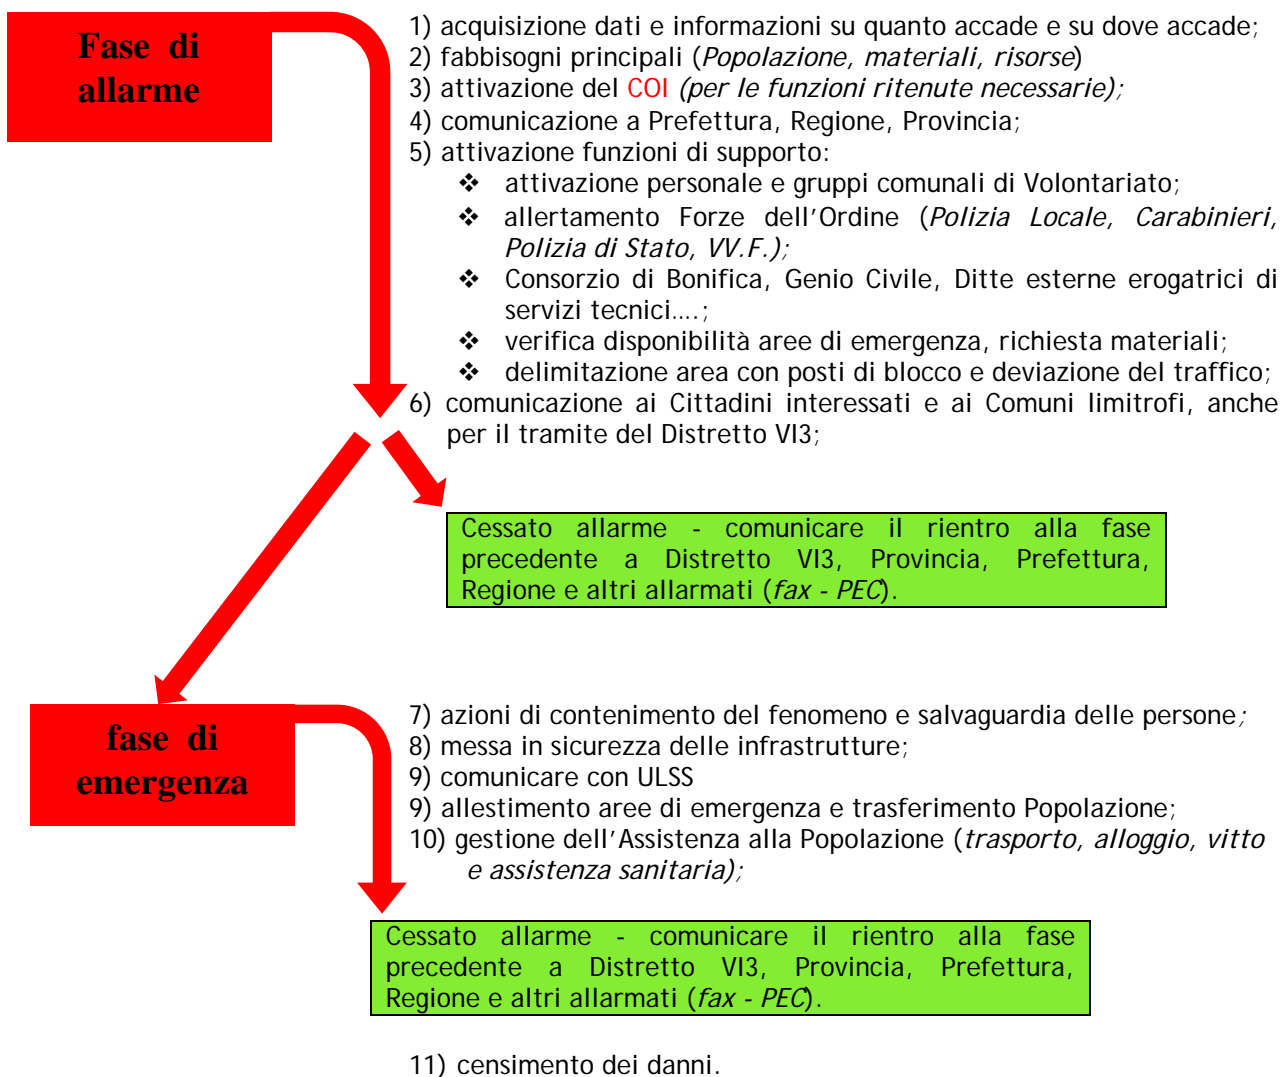 Fase di
allarme
1) acquisizione dati e informazioni su quanto accade e su dove accade;
2) fabbisogni principali (Popolazione, materiali, risorse)
3) attivazione del COI (per le funzioni ritenute necessarie);
4) comunicazione a Prefettura, Regione, Provincia;
5) attivazione funzioni di supporto:
❖ attivazione personale e gruppi comunali di Volontariato;
❖ allertamento Forze dell'Ordine (Polizia Locale, Carabinieri,
Polizia di Stato, VV.F.);
❖ Consorzio di Bonifica, Genio Civile, Ditte esterne erogatrici di
servizi tecnici….;
❖ verifica disponibilità aree di emergenza, richiesta materiali;
❖ delimitazione area con posti di blocco e deviazione del traffico;
6) comunicazione ai Cittadini interessati e ai Comuni limitrofi, anche
per il tramite del Distretto VI3;
Cessato allarme - comunicare il rientro alla fase
precedente a Distretto VI3, Provincia, Prefettura,
Regione e altri allarmati (fax - PEC).
fase di
emergenza
7) azioni di contenimento del fenomeno e salvaguardia delle persone;
8) messa in sicurezza delle infrastrutture;
9) comunicare con ULSS
9) allestimento aree di emergenza e trasferimento Popolazione;
10) gestione dell'Assistenza alla Popolazione (trasporto, alloggio, vitto
e assistenza sanitaria);
Cessato allarme - comunicare il rientro alla fase
precedente a Distretto VI3, Provincia, Prefettura,
Regione e altri allarmati (fax - PEC).
11) censimento dei danni.